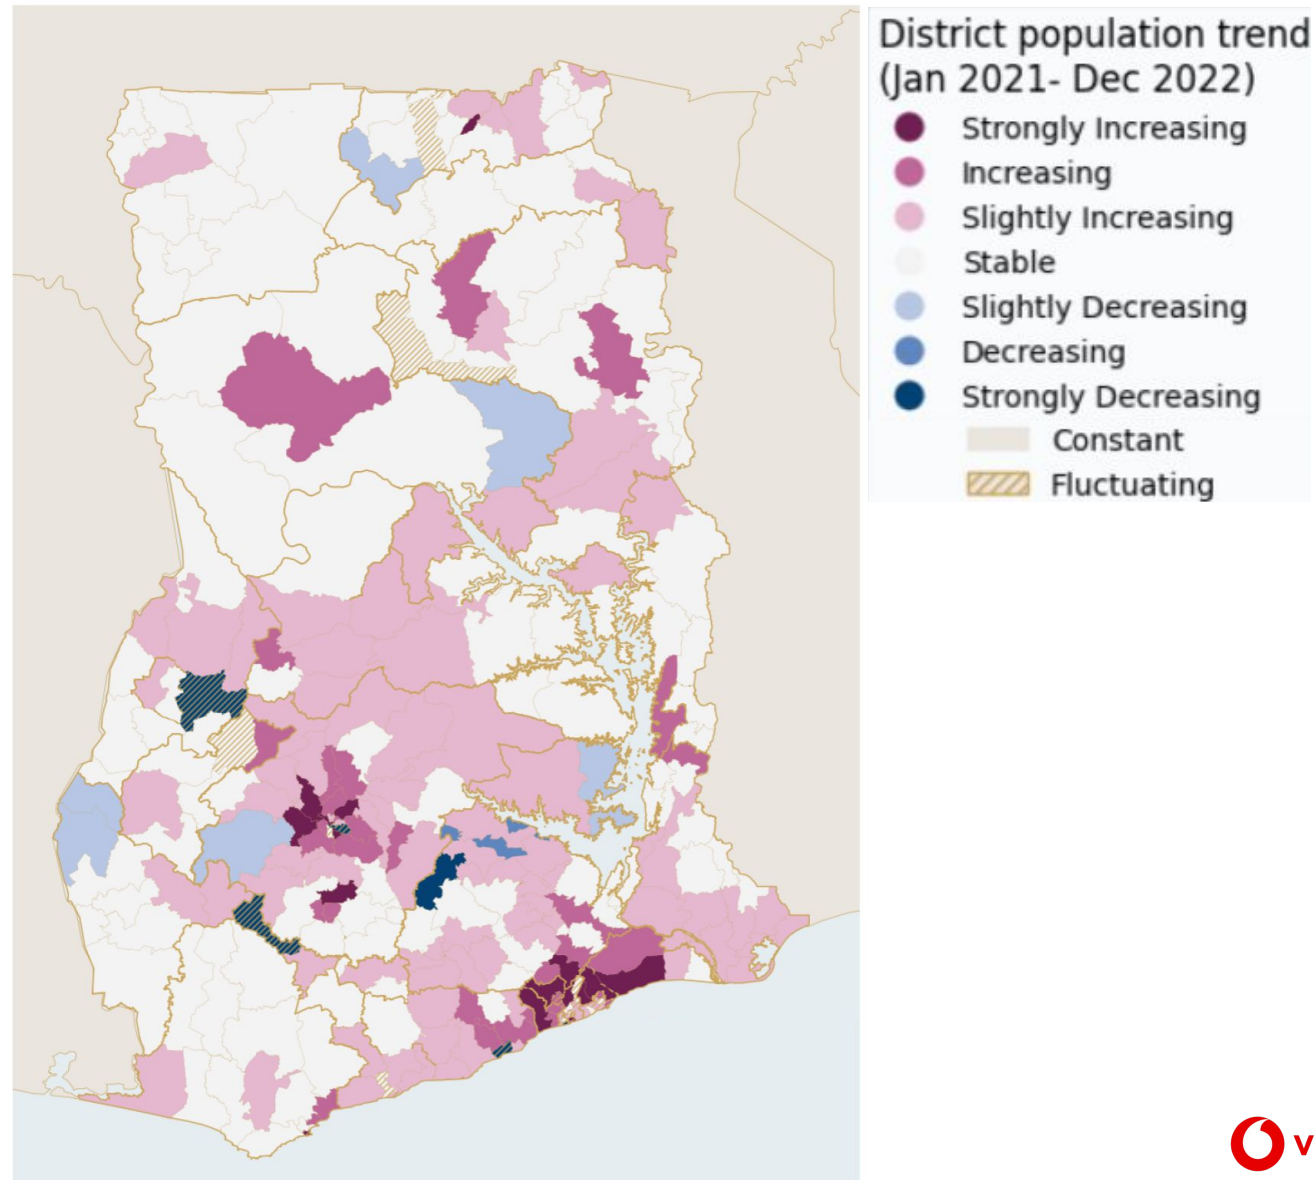 District population trend
(Jan 2021- Dec 2022)
Strongly Increasing
Increasing
Slightly Increasing
Stable
Slightly Decreasing
Decreasing
Strongly Decreasing
Constant
Fluctuating
v